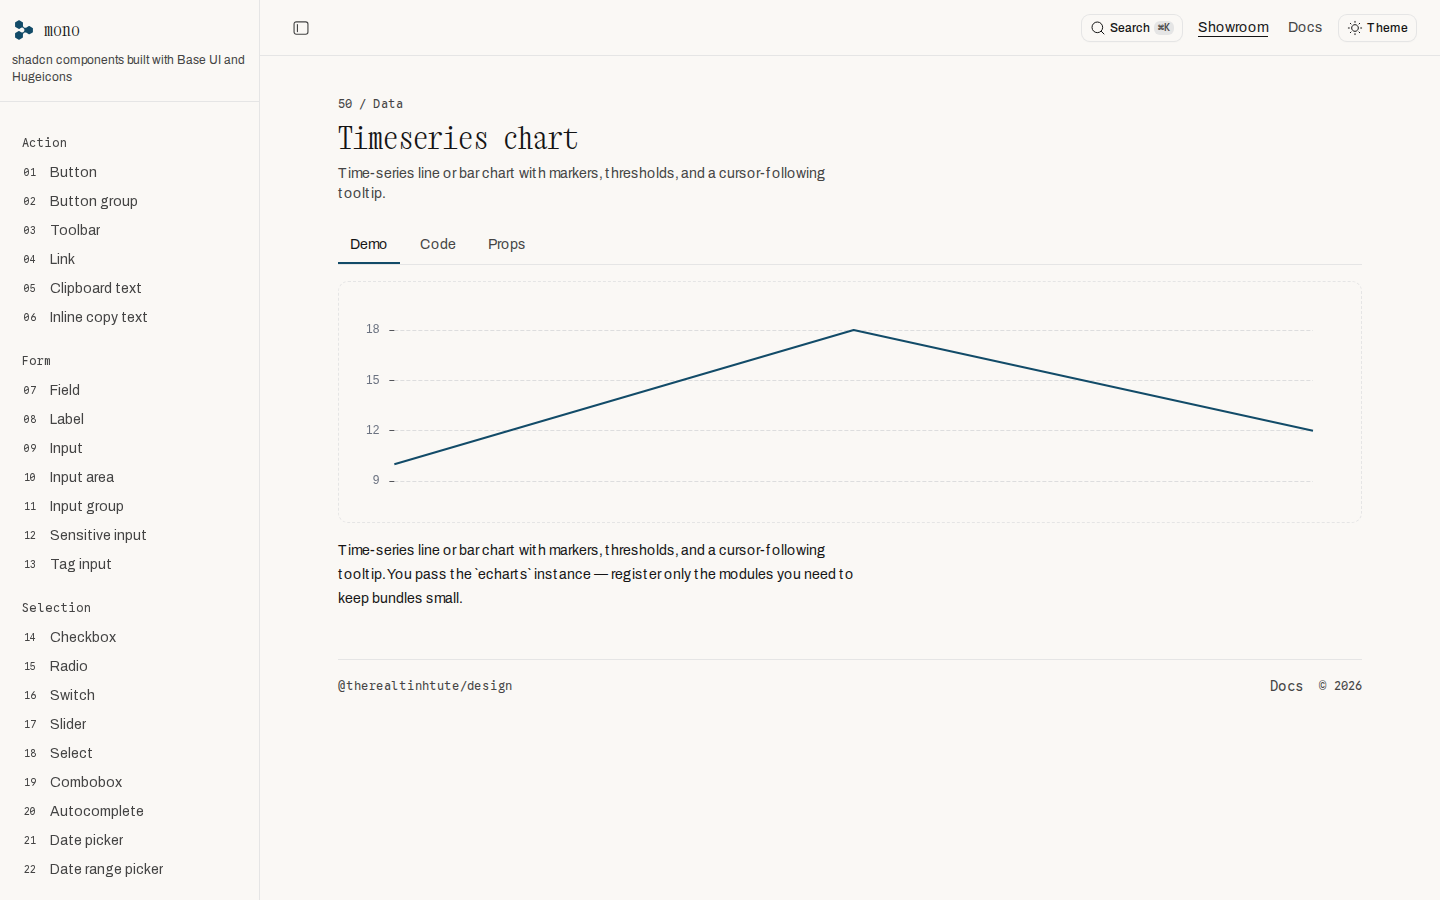 mono
shadcn components built with Base UI and
Hugeicons
Action
01 Button
02 Button group
03 Toolbar
04 Link
05 Clipboard text
06 Inline copy text
Form
07 Field
08 Label
09 Input
10 Input area
11 Input group
12 Sensitive input
13 Tag input
Selection
14 Checkbox
15 Radio
16 Switch
17 Slider
18 Select
19 Combobox
20 Autocomplete
21 Date picker
22 Date range picker
Search ⌘K Showroom Docs Theme
50 / Data
Timeseries chart
Time-series line or bar chart with markers, thresholds, and a cursor-following
tooltip.
Demo Code Props
18
15
12
9
Time-series line or bar chart with markers, thresholds, and a cursor-following
tooltip. You pass the `echarts` instance — register only the modules you need to
keep bundles small.
@therealtinhtute/design Docs © 2026